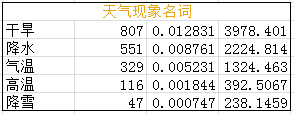 天气现象名词
干旱 807 0.012831 3978.401
降水 551 0.008761 2224.814
气温 329 0.005231 1324.463
高温 116 0.001844 392.5067
降雪 47 0.000747 238.1459